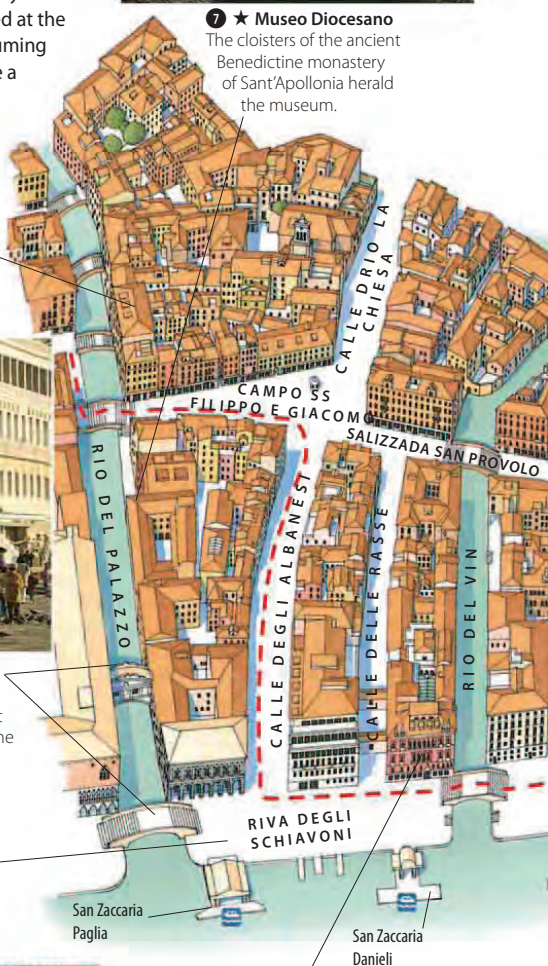 ed at the
uming
e a
7 ★ Museo Diocesano
The cloisters of the ancient
Benedictine monastery
of Sant'Apollonia herald
the museum.
CALLE DRIO LA
CHIESA
CAMPO SS
FILIPPO E GIACOMO
SALIZZADA SAN PROVOLO
RIO DEL PALAZZO
CALLE DEGLI ALBANESI
CALLE DELLE RASSE
RIO DEL VIN
RIVA DEGLI
SCHIAVONI
San Zaccaria
Paglia
San Zaccaria
Danieli